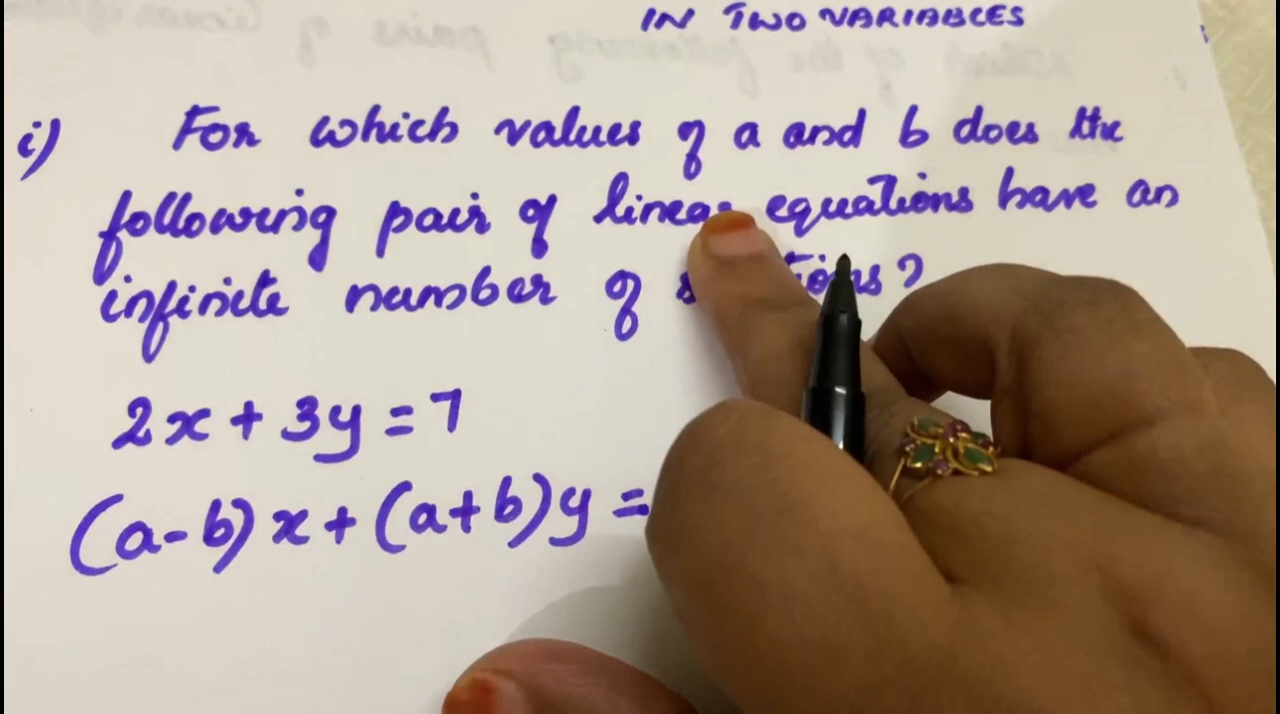 IN TWO VARIABLES
i) For which values of a and b does the
following pair of linear equations have an
infinite number of
2x + 3y = 7
(a-b)x + (a+b)y =